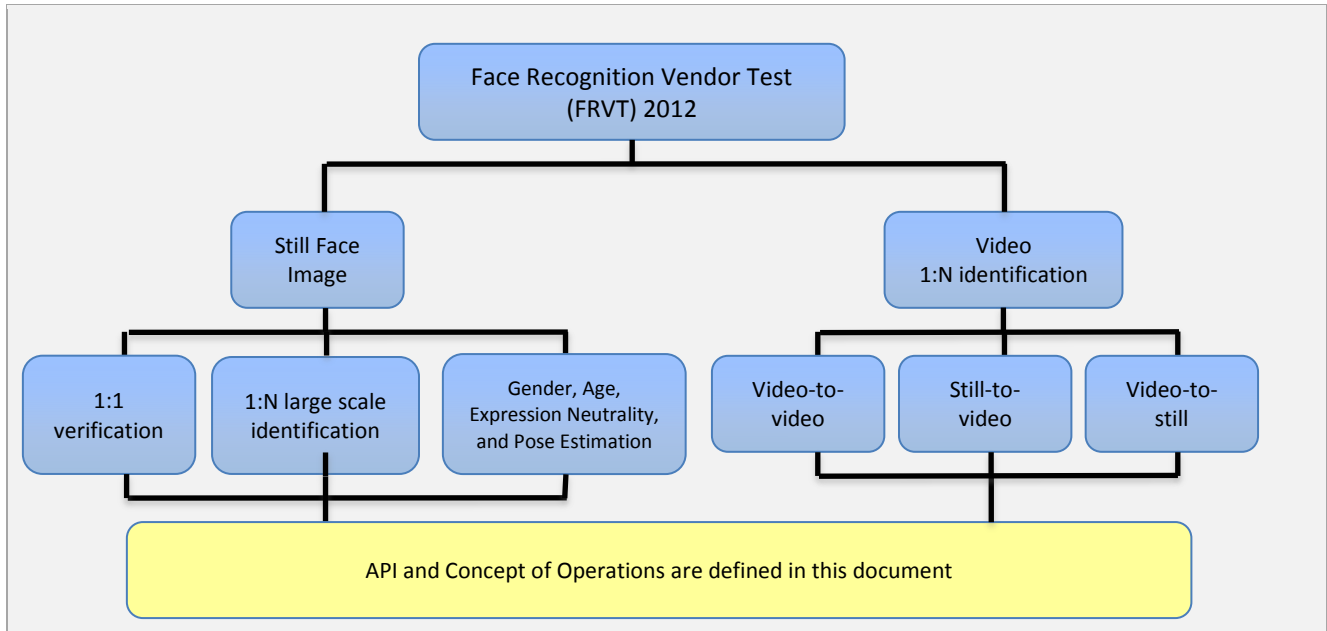 Face Recognition Vendor Test
(FRVT) 2012
Still Face
Image
Video
1:N identification
1:1
verification
1:N large scale
identification
Gender, Age,
Expression Neutrality,
and Pose Estimation
Video-to-
video
Still-to-
video
Video-to-
still
API and Concept of Operations are defined in this document